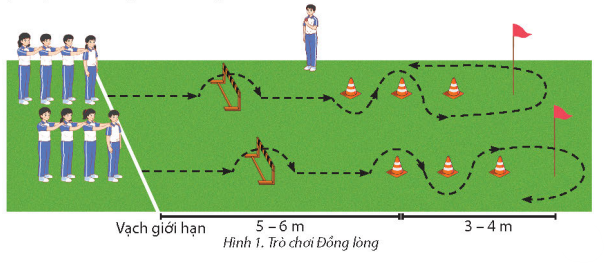 Vạch giới hạn
5 – 6 m
3 – 4 m
Hình 1. Trò chơi Đồng lòng